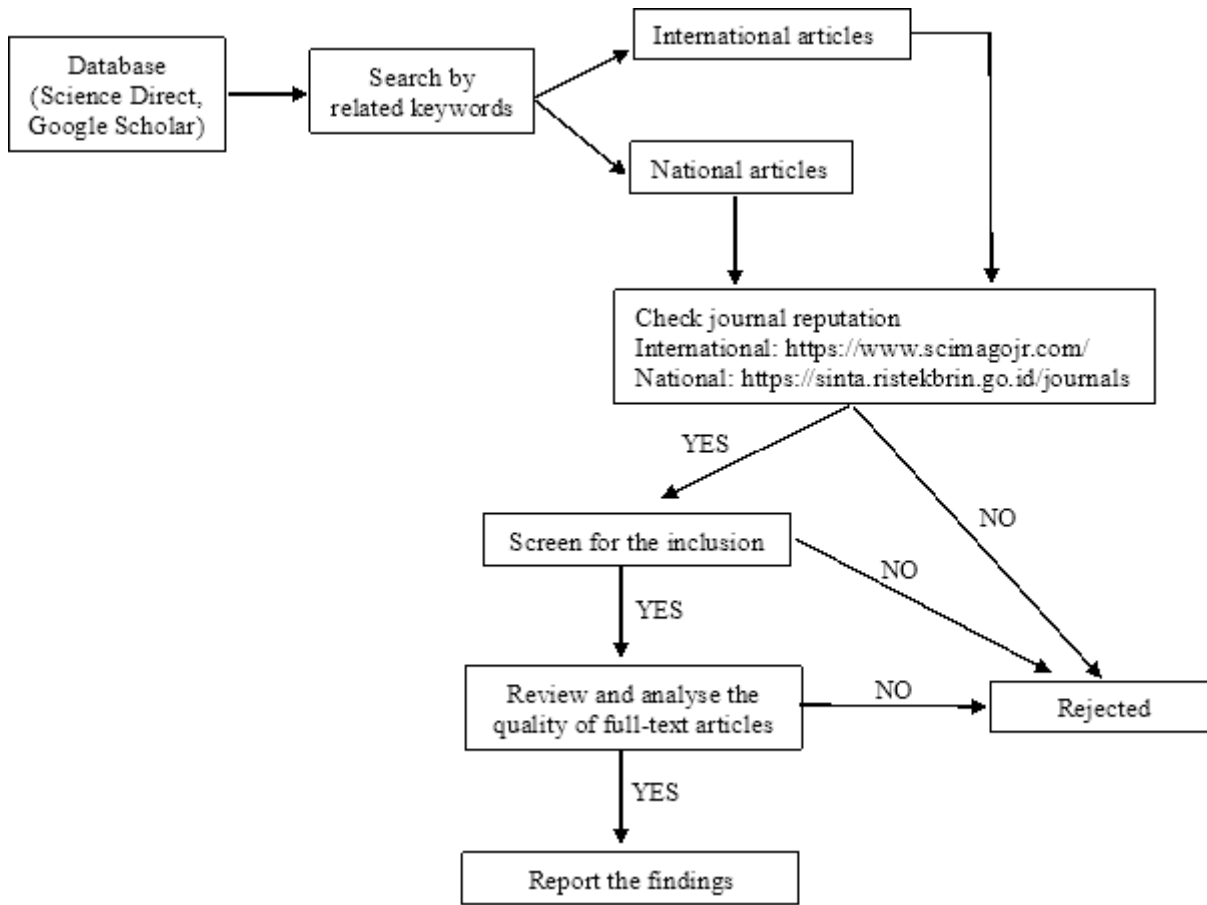 Database
(Science Direct,
Google Scholar)
Search by
related keywords
International articles
National articles
Check journal reputation
International: https://www.scimagojr.com/
National: https://sinta.ristekbrin.go.id/journals
YES
NO
Screen for the inclusion
NO
YES
Review and analyse the
quality of full-text articles
NO
Rejected
YES
Report the findings